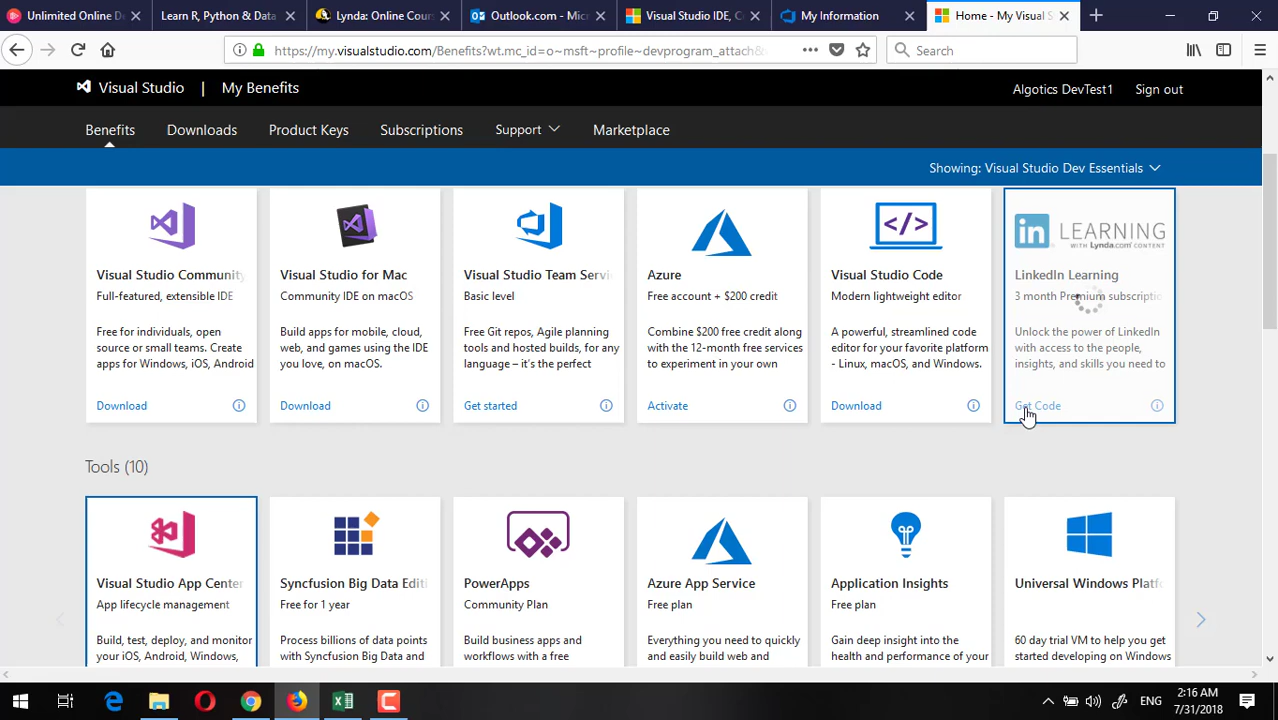 Unlimited Online D
Learn R, Python & Data
Lynda: Online Cour
Outlook.com - Micr
Visual Studio IDE, C
My Information
Home - My Visual S
https://my.visualstudio.com/Benefits?wt.mc_id=o~msft~profile~devprogram_attach&
Search
Visual Studio | My Benefits
Algotics DevTest1
Sign out
Benefits
Downloads
Product Keys
Subscriptions
Support
Marketplace
Showing: Visual Studio Dev Essentials
Visual Studio Community
Full-featured, extensible IDE
Free for individuals, open
source or small teams. Create
apps for Windows, iOS, Android
Download
Visual Studio for Mac
Community IDE on macOS
Build apps for mobile, cloud,
web, and games using the IDE
you love, on macOS.
Download
Visual Studio Team Servi
Basic level
Free Git repos, Agile planning
tools and hosted builds, for any
language – it's the perfect
Get started
Azure
Free account + $200 credit
Combine $200 free credit along
with the 12-month free services
to experiment in your own
Activate
</>
Visual Studio Code
Modern lightweight editor
A powerful, streamlined code
editor for your favorite platform
- Linux, macOS, and Windows.
Download
in LEARNING
WITH Lynda.com CONTENT
LinkedIn Learning
3 month Premium subscriptio
Unlock the power of LinkedIn
with access to the people,
insights, and skills you need to
Get Code
Tools (10)
Visual Studio App Center
App lifecycle management
Build, test, deploy, and monitor
your iOS, Android, Windows,
Syncfusion Big Data Editi
Free for 1 year
Process billions of data points
with Syncfusion Big Data and
PowerApps
Community Plan
Build business apps and
workflows with a free
Azure App Service
Free plan
Everything you need to quickly
and easily build web and
Application Insights
Free plan
Gain deep insight into the
health and performance of your
Universal Windows Platf
60 day trial VM to help you get
started developing on Windows
ENG
2:16 AM
7/31/2018